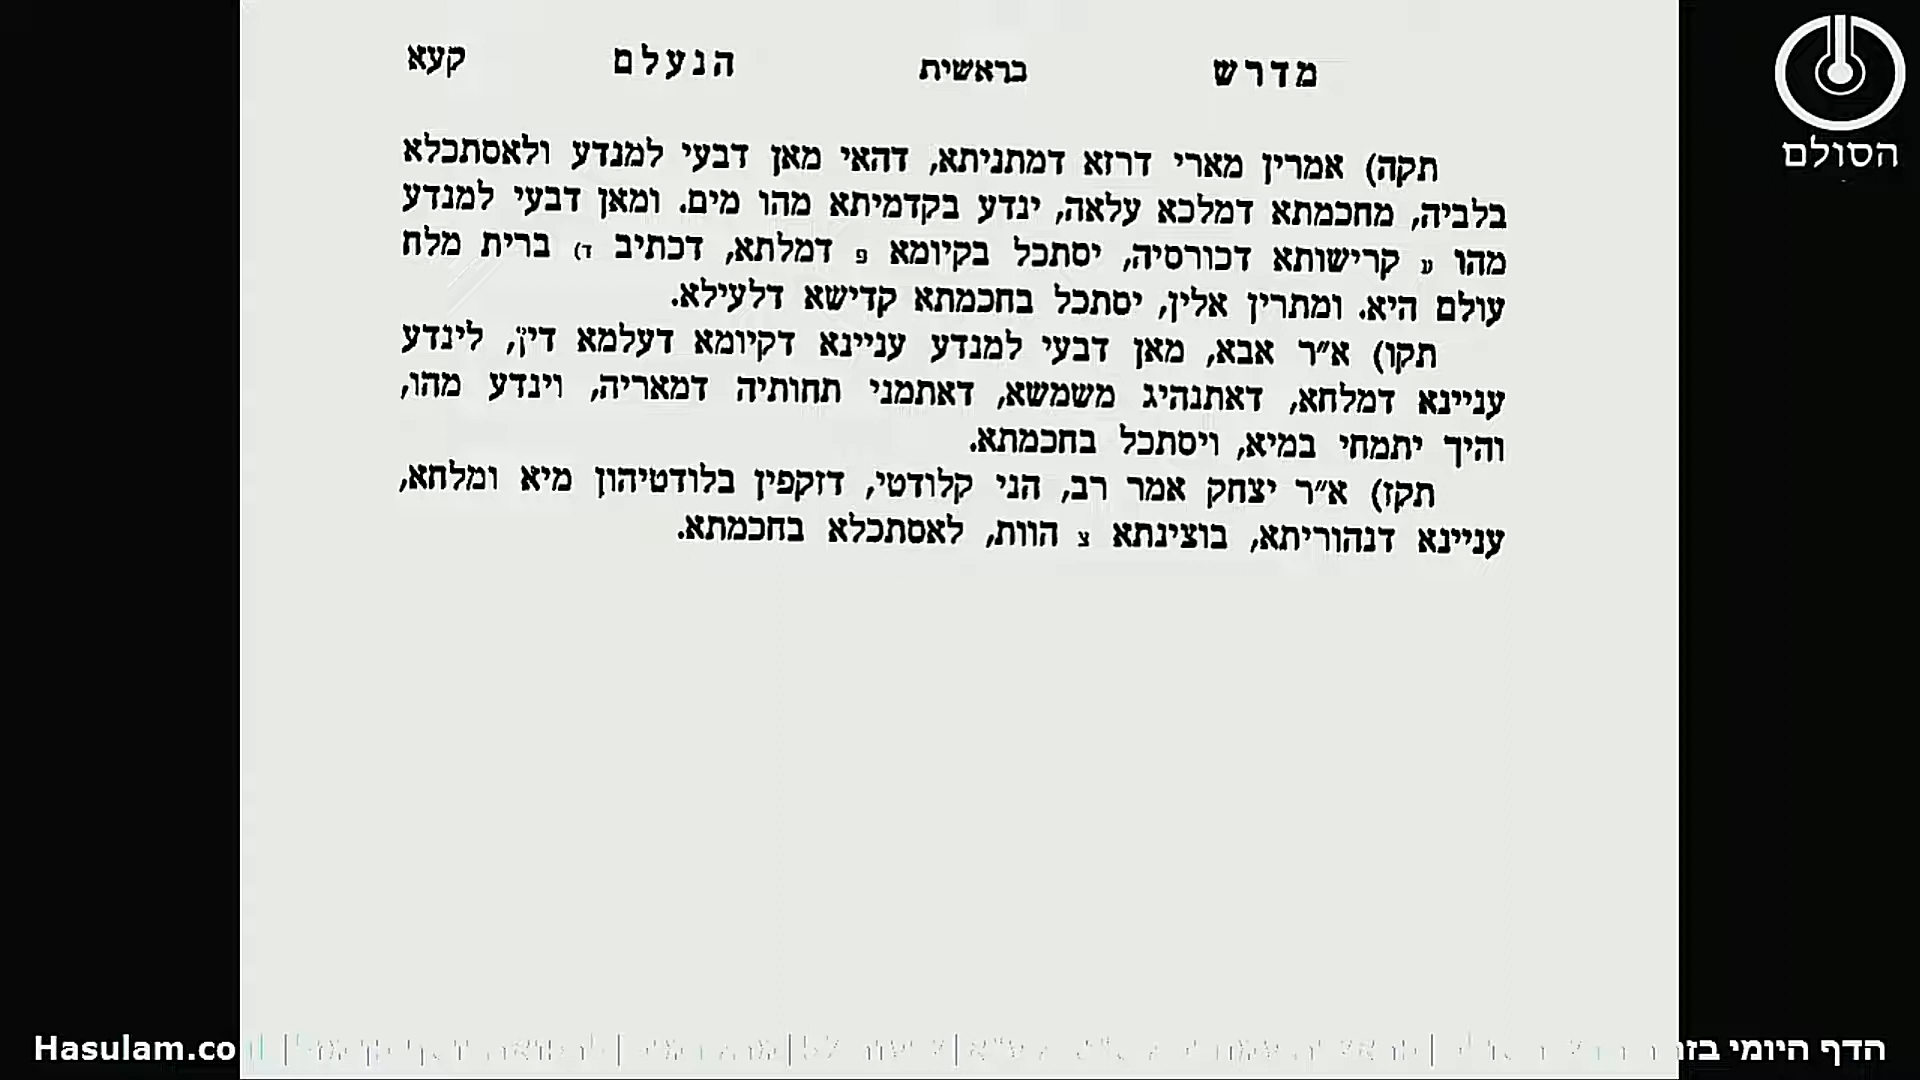 מדרש בראשית הנעלם קעא
הסולם
תקה) אמרין מארי דרזא דמתניתא, דהאי מאן דבעי למנדע ולאסתכלא
בלביה, מחכמתא דמלכא עלאה, ינדע בקדמיתא מהו מים. ומאן דבעי למנדע
מהו ע קרישותא דכורסיה, יסתכל בקיומא פ דמלתא, דכתיב ד) ברית מלח
עולם היא. ומתרין אלין, יסתכל בחכמתא קדישא דלעילא.
תקו) א״ר אבא, מאן דבעי למנדע עניינא דקיומא דעלמא דין, לינדע
עניינא דמלחא, דאתנהיג משמשא, דאתמני תחותיה דמאריה, וינדע מהו,
והיך יתמחי במיא, ויסתכל בחכמתא.
תקז) א״ר יצחק אמר רב, הני קלודטי, דזקפין בלודטיהון מיא ומלחא,
עניינא דנהוריתא, בוצינתא צ הוות, לאסתכלא בחכמתא.
הדף היומי Hasulam.co